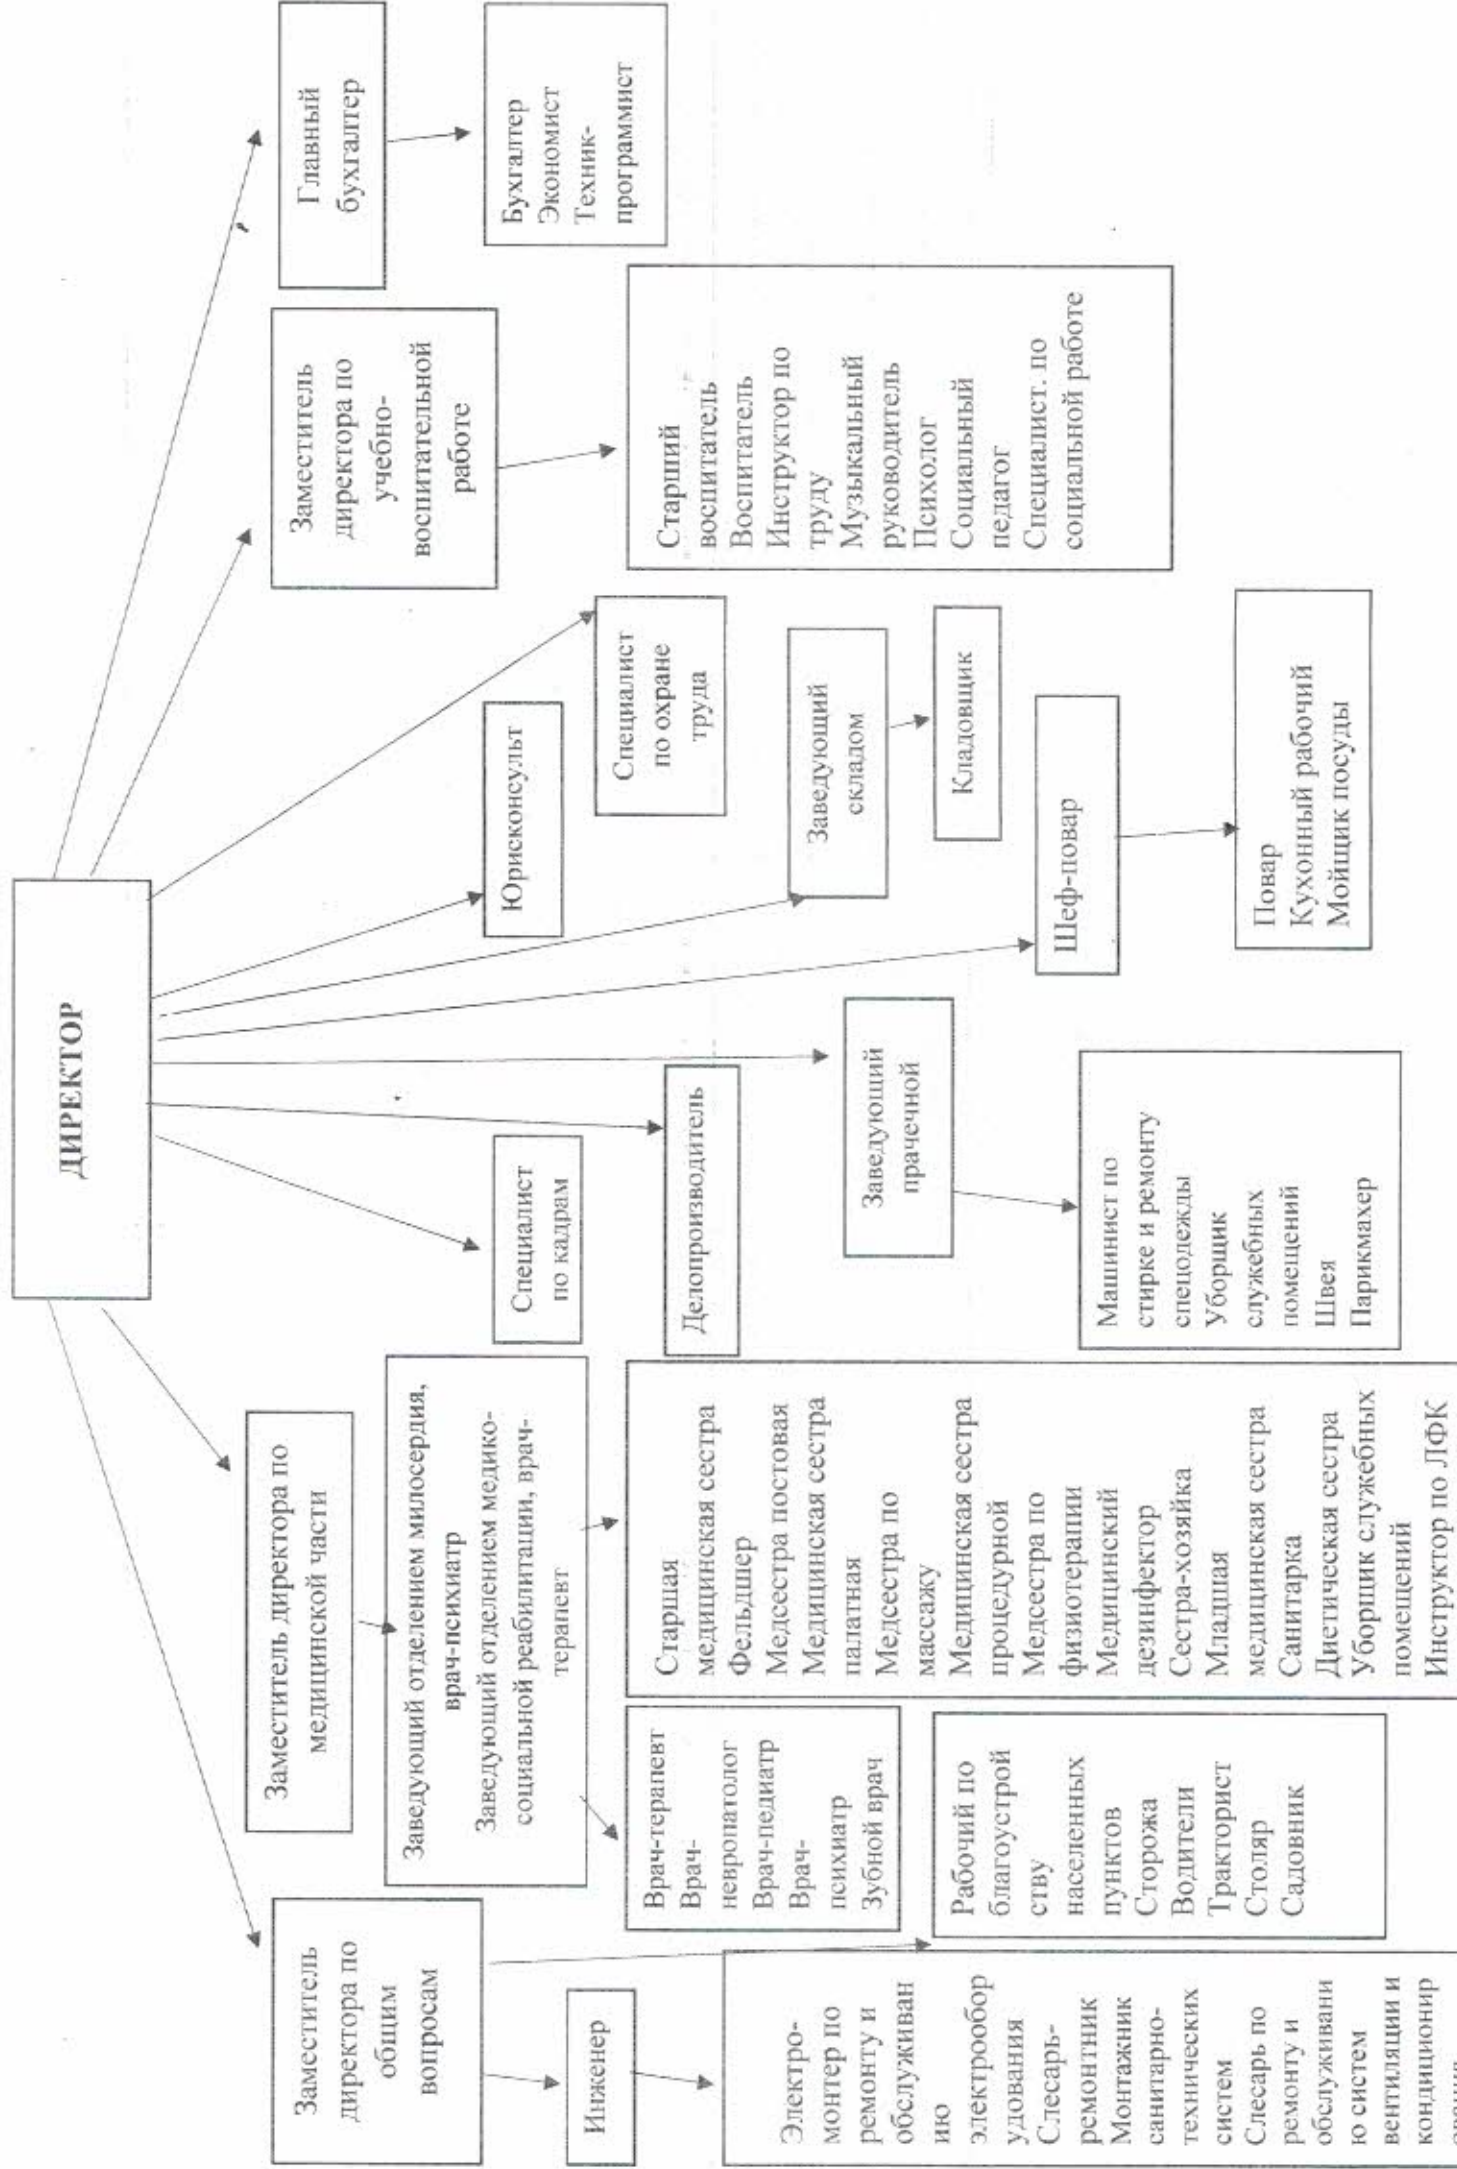 ДИРЕКТОР
Заместитель
директора по
общим
вопросам
Заместитель директора по
медицинской части
Заместитель
директора по
учебно-
воспитательной
работе
Главный
бухгалтер
Заведующий отделением милосердия,
врач-психиатр
Заведующий отделением медико-
социальной реабилитации, врач-
терапевт
Специалист
по кадрам
Юрисконсульт
Бухгалтер
Экономист
Техник-
программист
Инженер
Специалист
по охране
труда
Делопроизводитель
Врач-терапевт
Врач-
невропатолог
Врач-педиатр
Врач-
психиатр
Зубной врач
Старшая
медицинская сестра
Фельдшер
Медсестра постовая
Медицинская сестра
палатная
Медсестра по
массажу
Медицинская сестра
процедурной
Медсестра по
физиотерапии
Медицинский
дезинфектор
Сестра-хозяйка
Младшая
медицинская сестра
Санитарка
Диетическая сестра
Уборщик служебных
помещений
Инструктор по ЛФК
Старший
воспитатель
Воспитатель
Инструктор по
труду
Музыкальный
руководитель
Психолог
Социальный
педагог
Специалист. по
социальной работе
Электро-
монтер по
ремонту и
обслуживан
ию
электрообор
удования
Слесарь-
ремонтник
Монтажник
санитарно-
технических
систем
Слесарь по
ремонту и
обслуживани
ю систем
вентиляции и
кондиционир
Рабочий по
благоустрой
ству
населенных
пунктов
Сторожа
Водители
Тракторист
Столяр
Садовник
Заведующий
прачечной
Заведующий
складом
Кладовщик
Шеф-повар
Машинист по
стирке и ремонту
спецодежды
Уборщик
служебных
помещений
Швея
Парикмахер
Повар
Кухонный рабочий
Мойщик посуды